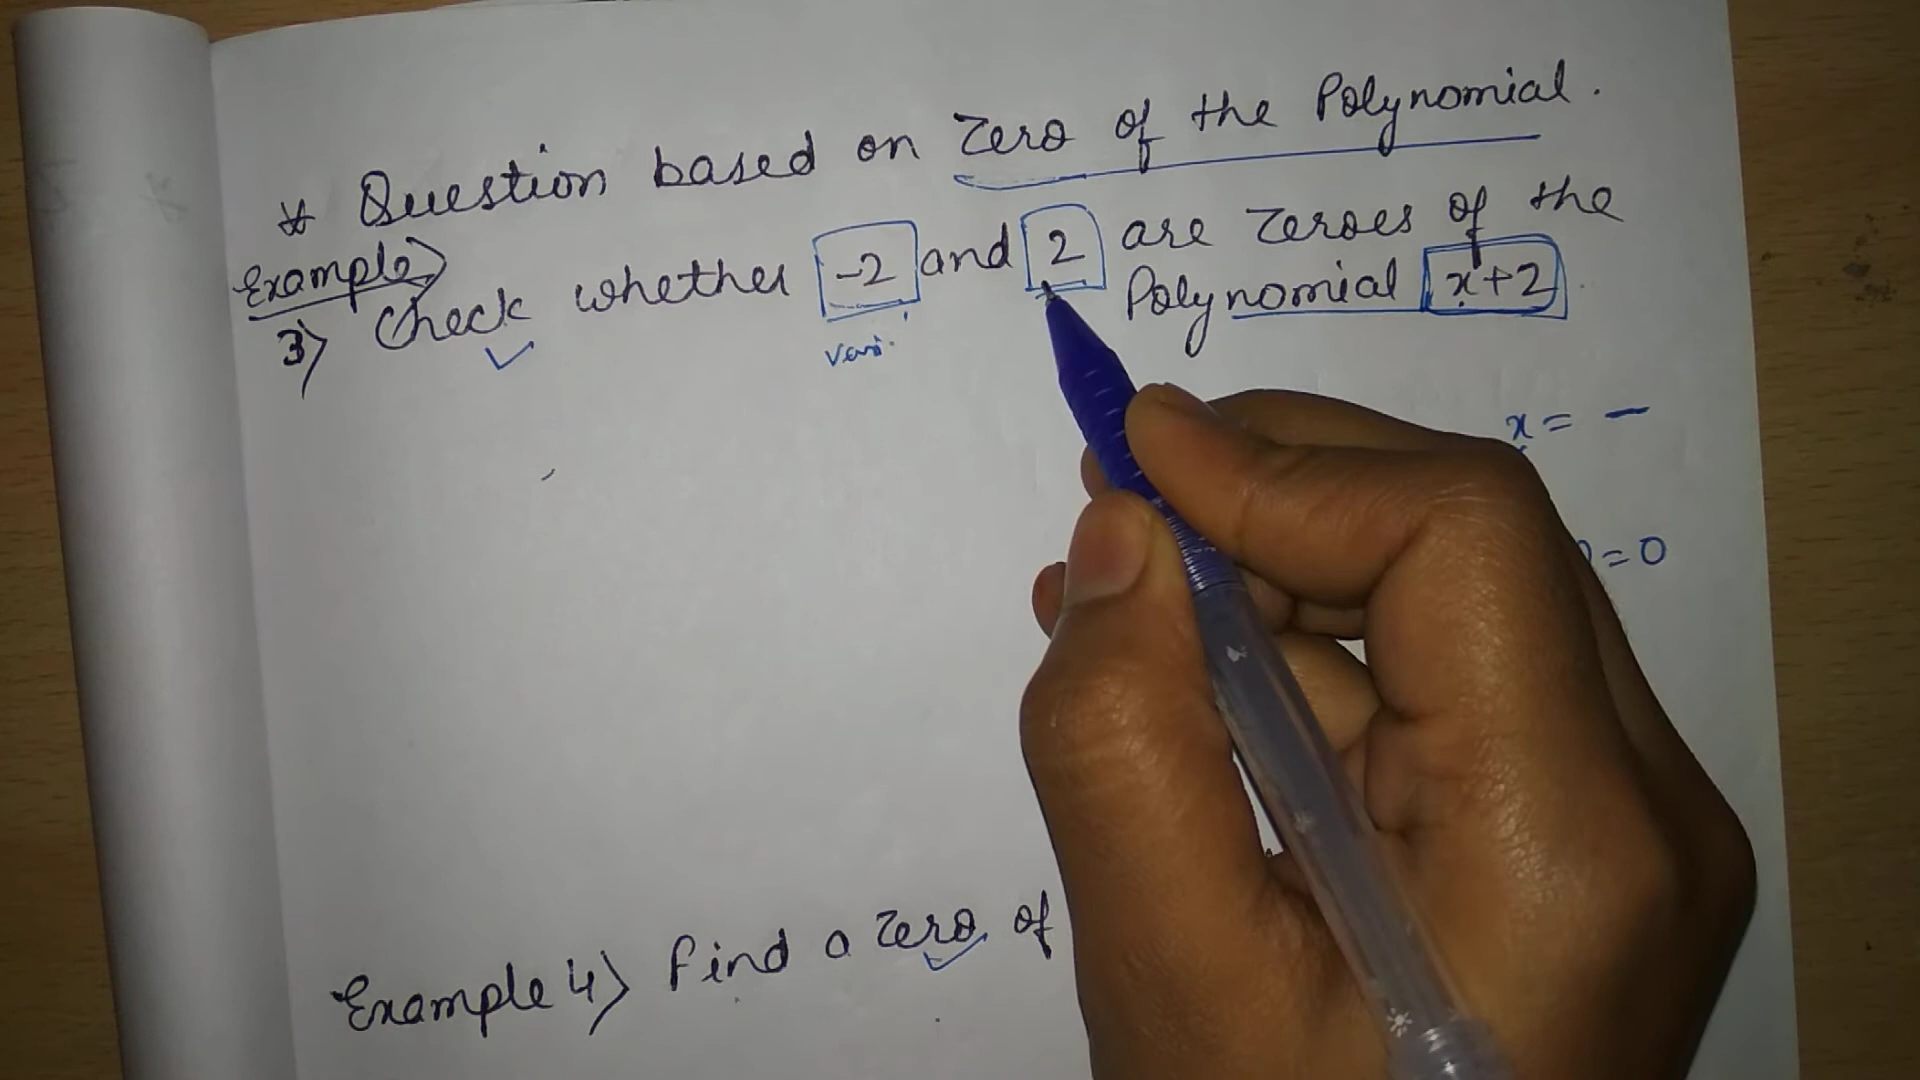 * Question based on Zero of the Polynomial.
Example
3) Check whether -2 and 2 are zeroes of the
Polynomial x+2
vari.
x = -
) = 0
Example 4) Find a zero of